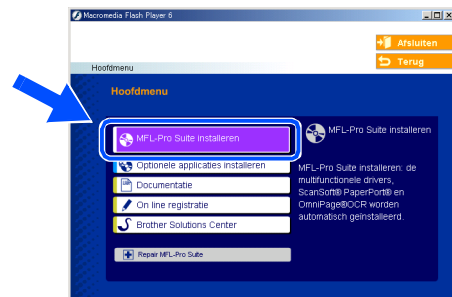 Macromedia Flash Player 6
Afsluiten
Terug
Hoofdmenu
Hoofdmenu
MFL-Pro Suite installeren
Optionele applicaties installeren
Documentatie
On line registratie
Brother Solutions Center
Repair MFL-Pro Suite
MFL-Pro Suite installeren
MFL-Pro Suite installeren: de
multifunctionele drivers,
ScanSoft® PaperPort® en
OmniPage®OCR worden
automatisch geïnstalleerd.